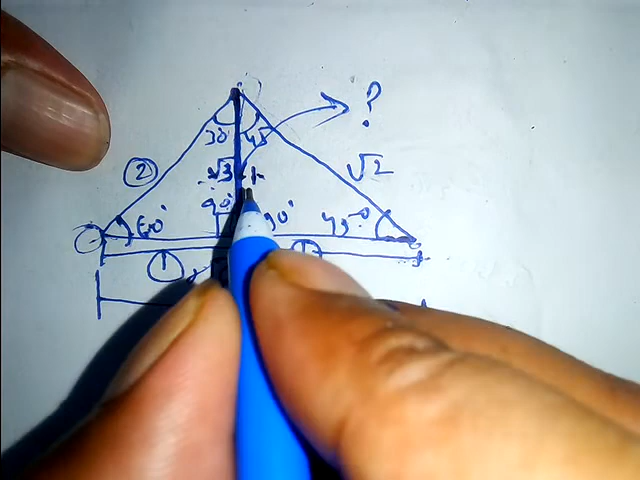 ?
30° 45
② √3 1 √2
90°
60° 90° 45°
① ①